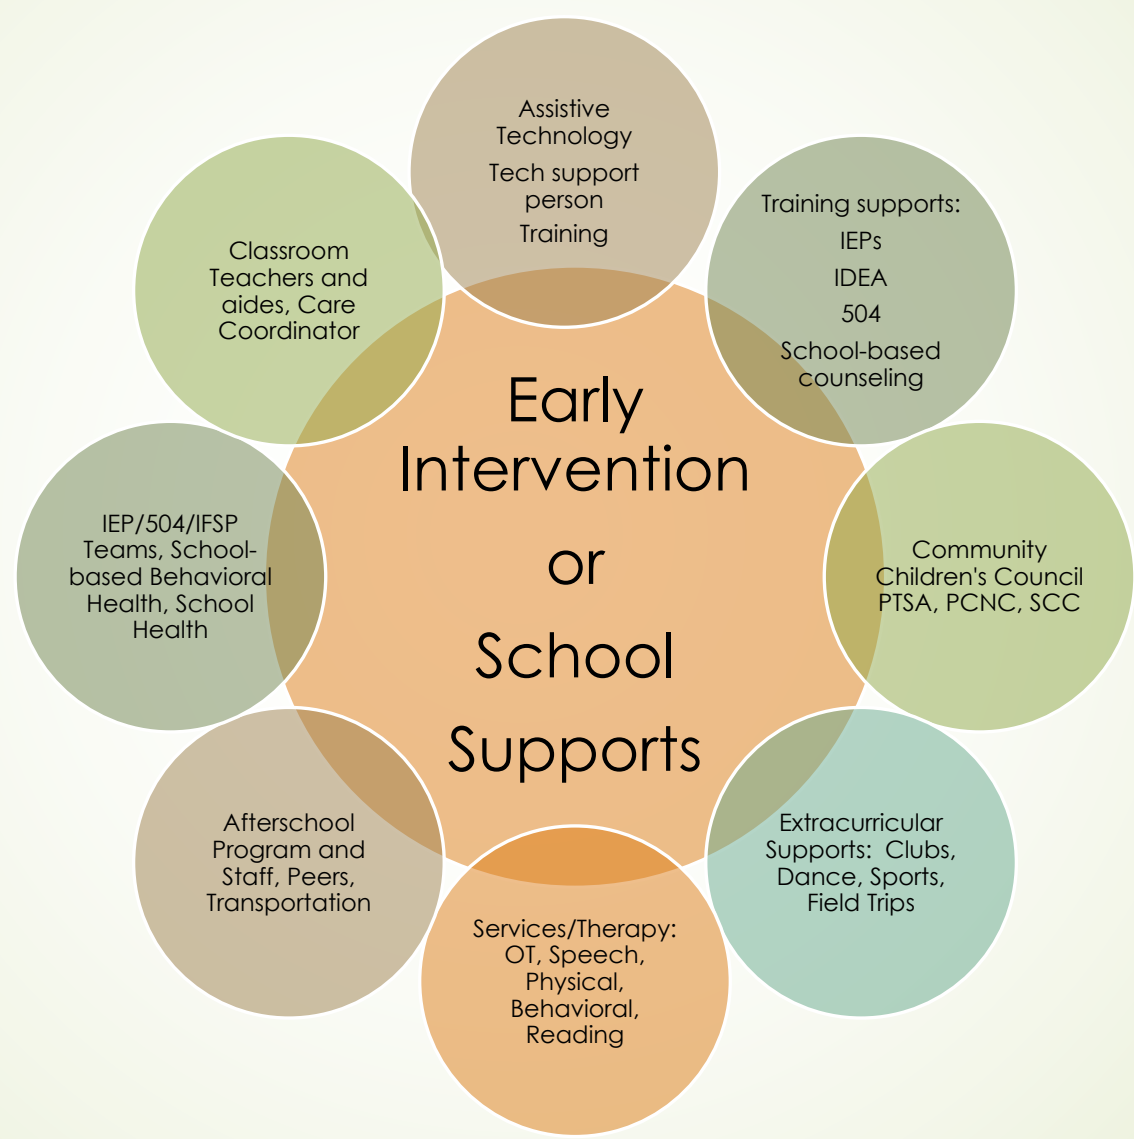 Assistive
Technology
Tech support
person
Training
Training supports:
IEPs
IDEA
504
School-based
counseling
Community
Children's Council
PTSA, PCNC, SCC
Extracurricular
Supports:  Clubs,
Dance, Sports,
Field Trips
Services/Therapy:
OT, Speech,
Physical,
Behavioral,
Reading
Afterschool
Program and
Staff, Peers,
Transportation
IEP/504/IFSP
Teams, School-
based Behavioral
Health, School
Health
Classroom
Teachers and
aides, Care
Coordinator
Early
Intervention
or
School
Supports